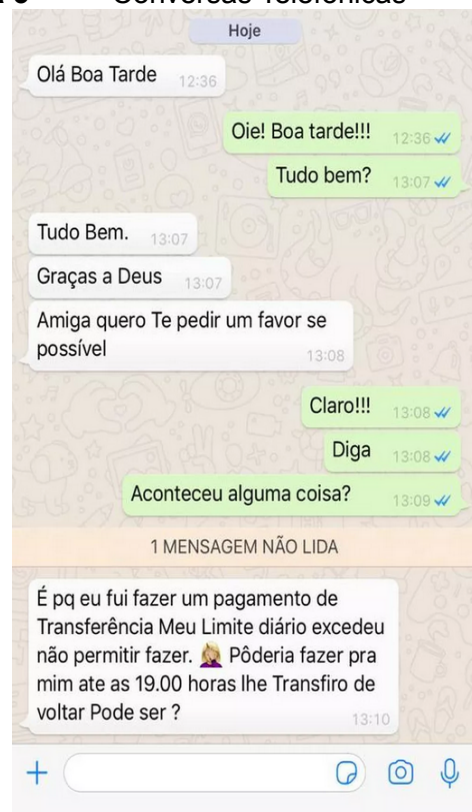 Conversas Telefônicas
Hoje
Olá Boa Tarde 12:36
Oie! Boa tarde!!! 12:36
Tudo bem? 13:07
Tudo Bem. 13:07
Graças a Deus 13:07
Amiga quero Te pedir um favor se
possível 13:08
Claro!!! 13:08
Diga 13:08
Aconteceu alguma coisa? 13:09
1 MENSAGEM NÃO LIDA
É pq eu fui fazer um pagamento de
Transferência Meu Limite diário excedeu
não permitir fazer. 🤦🏼‍♀️ Pôderia fazer pra
mim ate as 19.00 horas lhe Transfiro de
voltar Pode ser ? 13:10